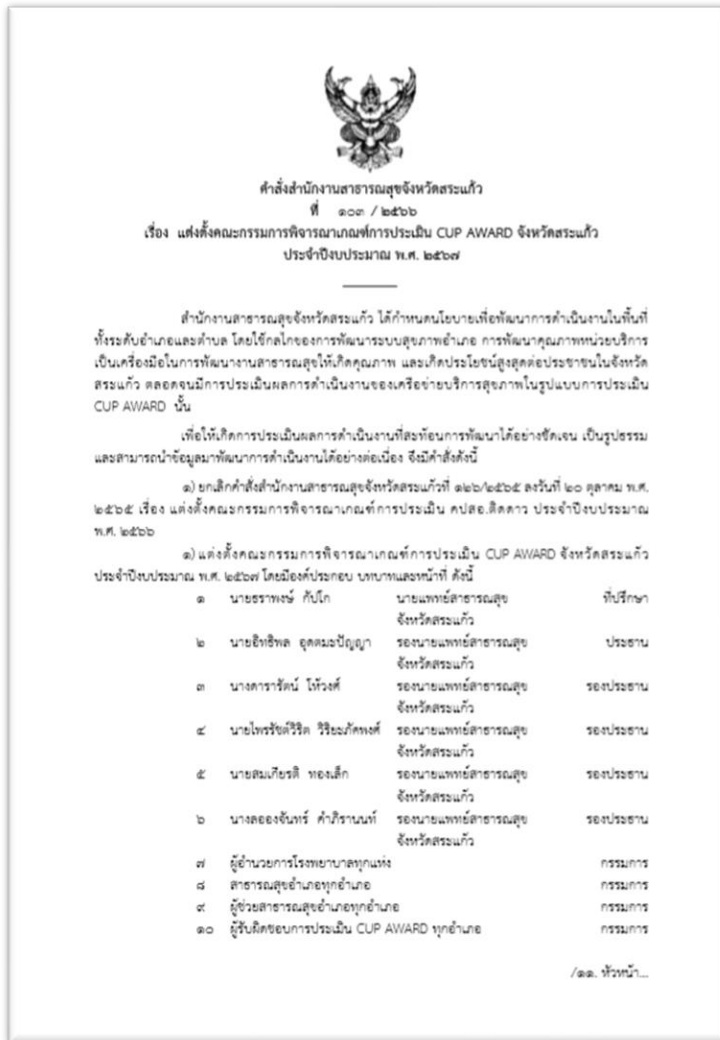 คำสั่งสำนักงานสาธารณสุขจังหวัดสระแก้ว
ที่ ๑๐๓ / ๒๕๖๖
เรื่อง แต่งตั้งคณะกรรมการพิจารณาเกณฑ์การประเมิน CUP AWARD จังหวัดสระแก้ว
ประจำปีงบประมาณ พ.ศ. ๒๕๖๗
สำนักงานสาธารณสุขจังหวัดสระแก้ว ได้กำหนดนโยบายเพื่อพัฒนาการดำเนินงานในพื้นที่
ทั้งระดับอำเภอและตำบล โดยใช้กลไกของการพัฒนาระบบสุขภาพอำเภอ การพัฒนาคุณภาพหน่วยบริการ
เป็นเครื่องมือในการพัฒนางานสาธารณสุขให้เกิดคุณภาพ และเกิดประโยชน์สูงสุดต่อประชาชนในจังหวัด
สระแก้ว ตลอดจนมีการประเมินผลการดำเนินงานของเครือข่ายบริการสุขภาพในรูปแบบการประเมิน
CUP AWARD นั้น
เพื่อให้เกิดการประเมินผลการดำเนินงานที่สะท้อนการพัฒนาได้อย่างชัดเจน เป็นรูปธรรม
และสามารถนำข้อมูลมาพัฒนาการดำเนินงานได้อย่างต่อเนื่อง จึงมีคำสั่งดังนี้
๑) ยกเลิกคำสั่งสำนักงานสาธารณสุขจังหวัดสระแก้วที่ ๑๒๖/๒๕๖๕ ลงวันที่ ๒๐ ตุลาคม พ.ศ.
๒๕๖๕ เรื่อง แต่งตั้งคณะกรรมการพิจารณาเกณฑ์การประเมิน คปสอ.ติดดาว ประจำปีงบประมาณ
พ.ศ. ๒๕๖๖
๑) แต่งตั้งคณะกรรมการพิจารณาเกณฑ์การประเมิน CUP AWARD จังหวัดสระแก้ว
ประจำปีงบประมาณ พ.ศ. ๒๕๖๗ โดยมีองค์ประกอบ บทบาทและหน้าที่ ดังนี้
๑ นายธราพงษ์ กัปโก นายแพทย์สาธารณสุข ที่ปรึกษา
จังหวัดสระแก้ว
๒ นายอิทธิพล อุดตมะปัญญา รองนายแพทย์สาธารณสุข ประธาน
จังหวัดสระแก้ว
๓ นางดารารัตน์ โห้วงศ์ รองนายแพทย์สาธารณสุข รองประธาน
จังหวัดสระแก้ว
๔ นายไพรรัชต์วิริต วิริยะภัคพงศ์ รองนายแพทย์สาธารณสุข รองประธาน
จังหวัดสระแก้ว
๕ นายสมเกียรติ ทองเล็ก รองนายแพทย์สาธารณสุข รองประธาน
จังหวัดสระแก้ว
๖ นางลอองจันทร์ คำภิรานนท์ รองนายแพทย์สาธารณสุข รองประธาน
จังหวัดสระแก้ว
๗ ผู้อำนวยการโรงพยาบาลทุกแห่ง กรรมการ
๘ สาธารณสุขอำเภอทุกอำเภอ กรรมการ
๙ ผู้ช่วยสาธารณสุขอำเภอทุกอำเภอ กรรมการ
๑๐ ผู้รับผิดชอบการประเมิน CUP AWARD ทุกอำเภอ กรรมการ
/๑๑. หัวหน้า...